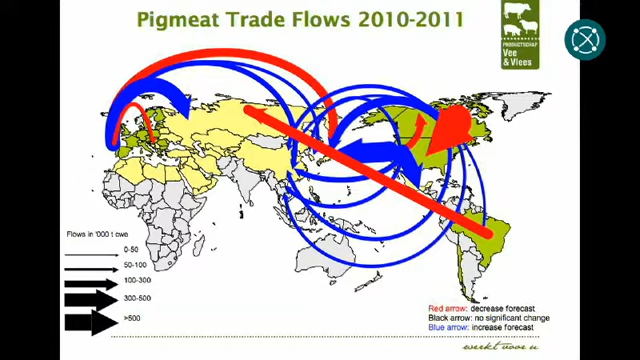 Pigmeat Trade Flows 2010-2011
PRODUCTSCHAP
Vee
& Vlees
Flows in '000 t cwe
0-50
50-100
100-300
300-500
>500
Red arrow: decrease forecast
Black arrow: no significant change
Blue arrow: increase forecast
werkt voor u